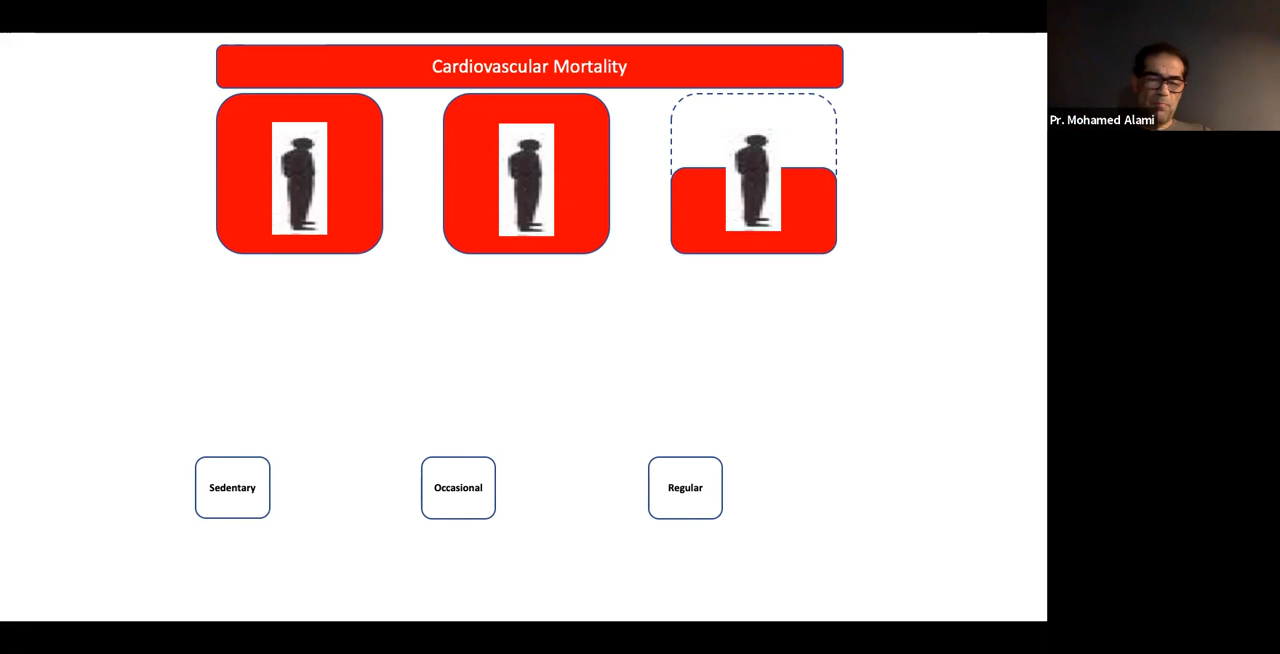 Cardiovascular Mortality
Pr. Mohamed Alami
Sedentary
Occasional
Regular